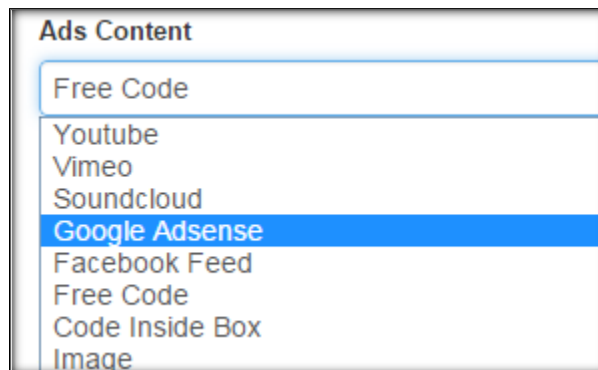 Ads Content
Free Code
Youtube
Vimeo
Soundcloud
Google Adsense
Facebook Feed
Free Code
Code Inside Box
Image